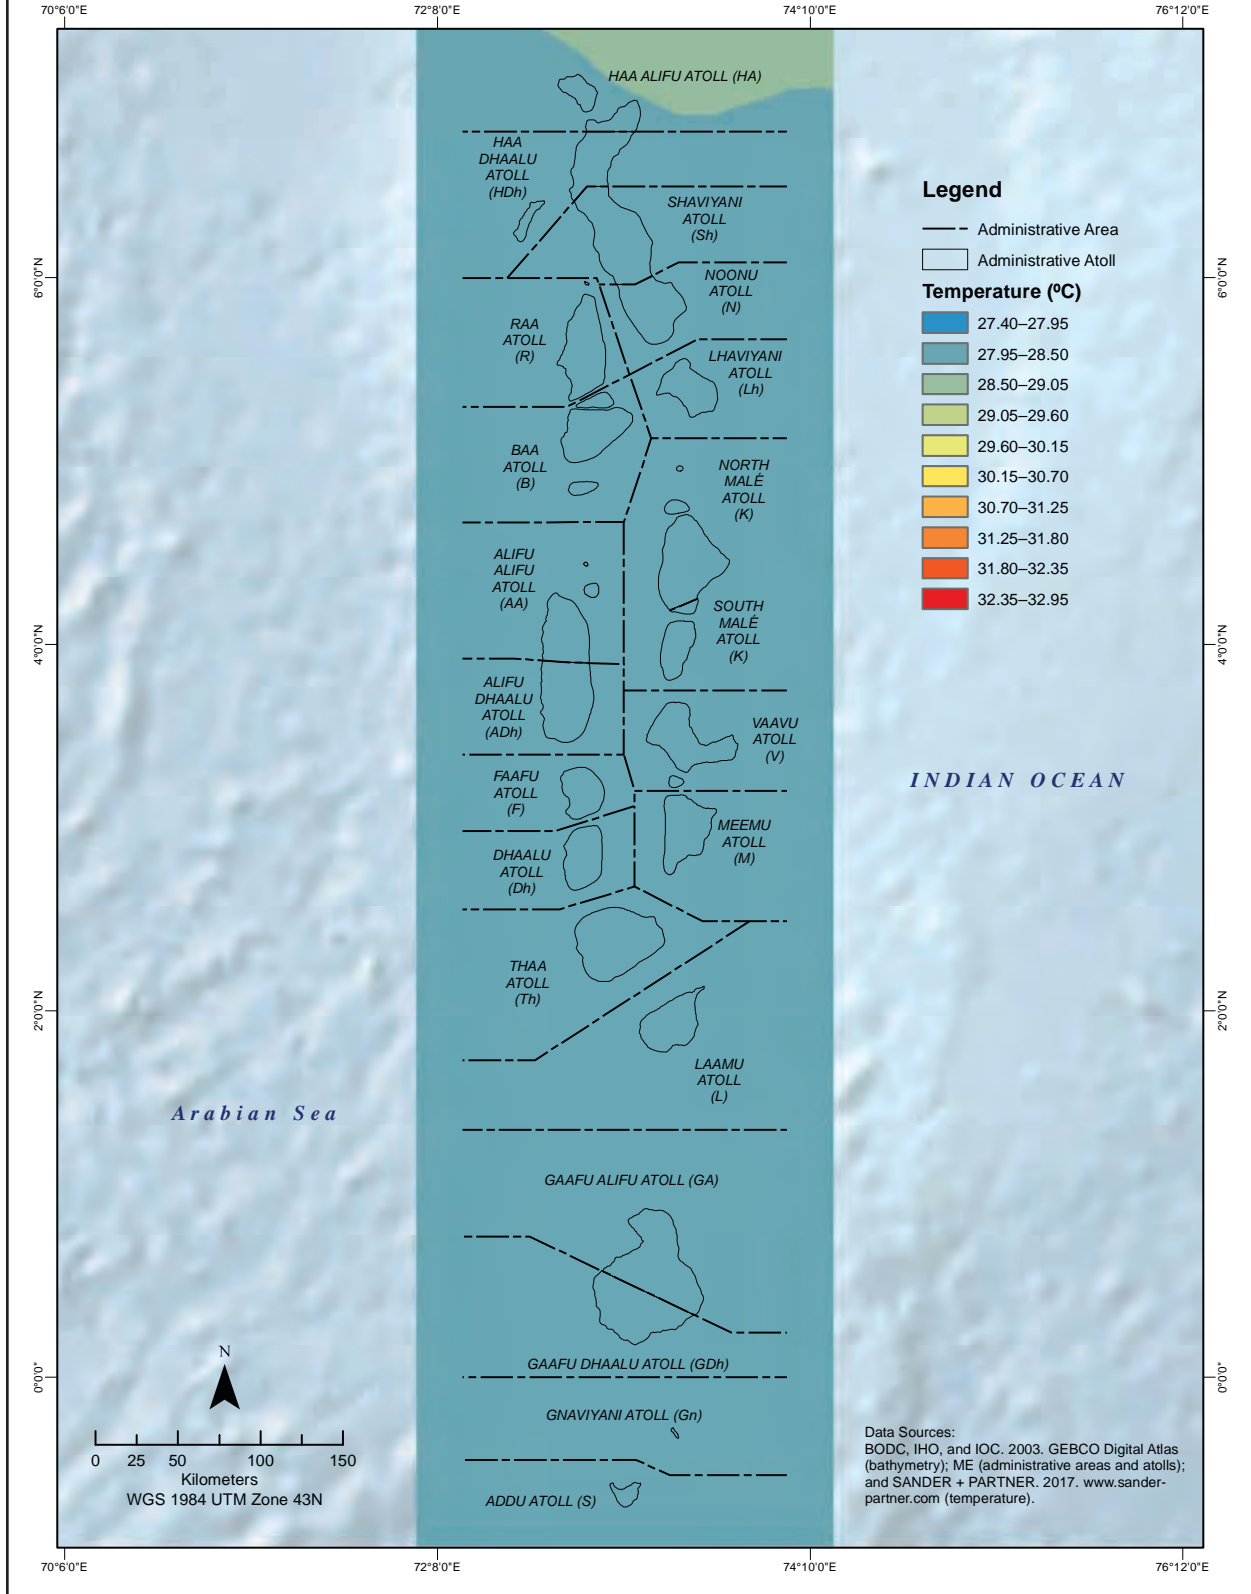 70°6'0"E
72°8'0"E
74°10'0"E
76°12'0"E
HAA ALIFU ATOLL (HA)
HAA
DHAALU
ATOLL
(HDh)
SHAVIYANI
ATOLL
(Sh)
NOONU
ATOLL
(N)
RAA
ATOLL
(R)
LHAVIYANI
ATOLL
(Lh)
BAA
ATOLL
(B)
NORTH
MALÉ
ATOLL
(K)
ALIFU
ALIFU
ATOLL
(AA)
SOUTH
MALÉ
ATOLL
(K)
ALIFU
DHAALU
ATOLL
(ADh)
VAAVU
ATOLL
(V)
FAAFU
ATOLL
(F)
MEEMU
ATOLL
(M)
DHAALU
ATOLL
(Dh)
THAA
ATOLL
(Th)
LAAMU
ATOLL
(L)
GAAFU ALIFU ATOLL (GA)
GAAFU DHAALU ATOLL (GDh)
GNAVIYANI ATOLL (Gn)
ADDU ATOLL (S)
Legend
Administrative Area
Administrative Atoll
Temperature (ºC)
27.40–27.95
27.95–28.50
28.50–29.05
29.05–29.60
29.60–30.15
30.15–30.70
30.70–31.25
31.25–31.80
31.80–32.35
32.35–32.95
INDIAN OCEAN
Arabian Sea
6°0'0"N
4°0'0"N
2°0'0"N
0°0'0"
6°0'0"N
4°0'0"N
2°0'0"N
0°0'0"
N
0 25 50 100 150
Kilometers
WGS 1984 UTM Zone 43N
Data Sources:
BODC, IHO, and IOC. 2003. GEBCO Digital Atlas
(bathymetry); ME (administrative areas and atolls);
and SANDER + PARTNER. 2017. www.sander-
partner.com (temperature).
70°6'0"E
72°8'0"E
74°10'0"E
76°12'0"E